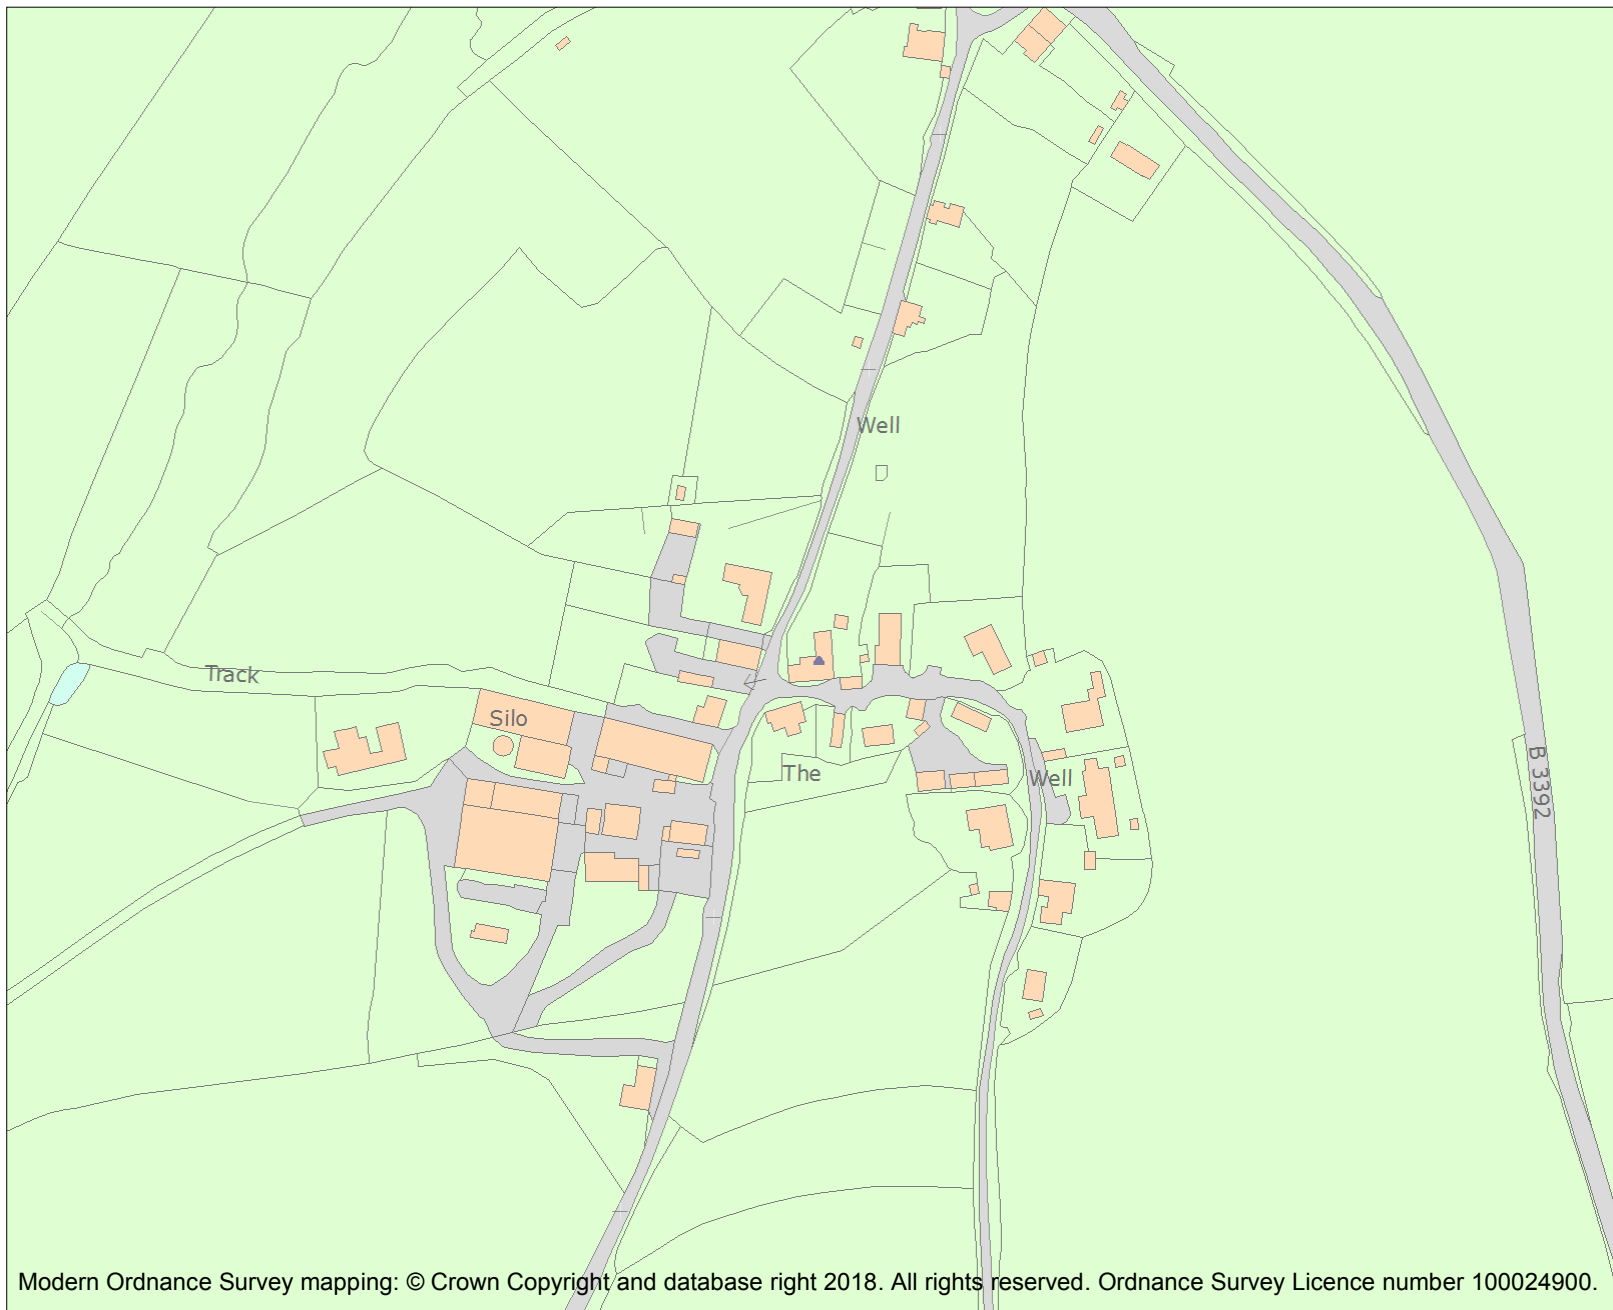 Well
Track
Silo
The
Well
B 3392
Modern Ordnance Survey mapping: © Crown Copyright and database right 2018. All rights reserved. Ordnance Survey Licence number 100024900.